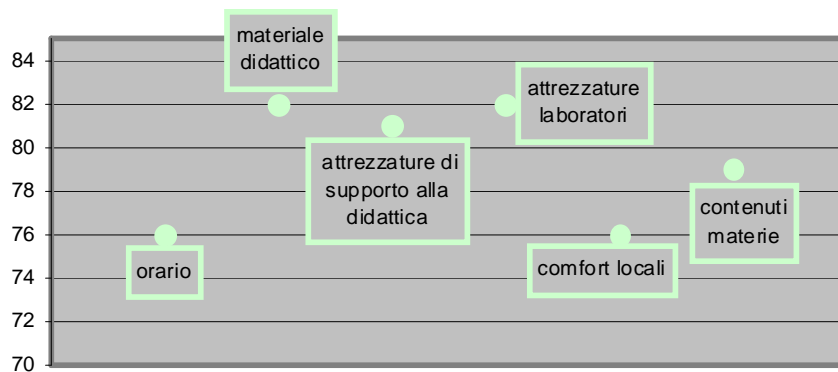 84
82
80
78
76
74
72
70
materiale
didattico
attrezzature di
supporto alla
didattica
attrezzature
laboratori
orario
comfort locali
contenuti
materie